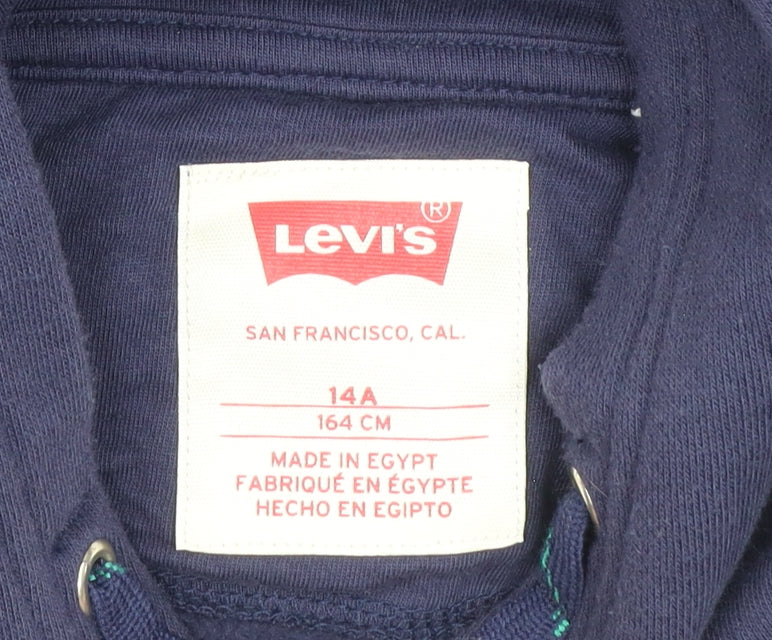 LEVI'S®
SAN FRANCISCO, CAL.
14A
164 CM
MADE IN EGYPT
FABRIQUÉ EN ÉGYPTE
HECHO EN EGIPTO